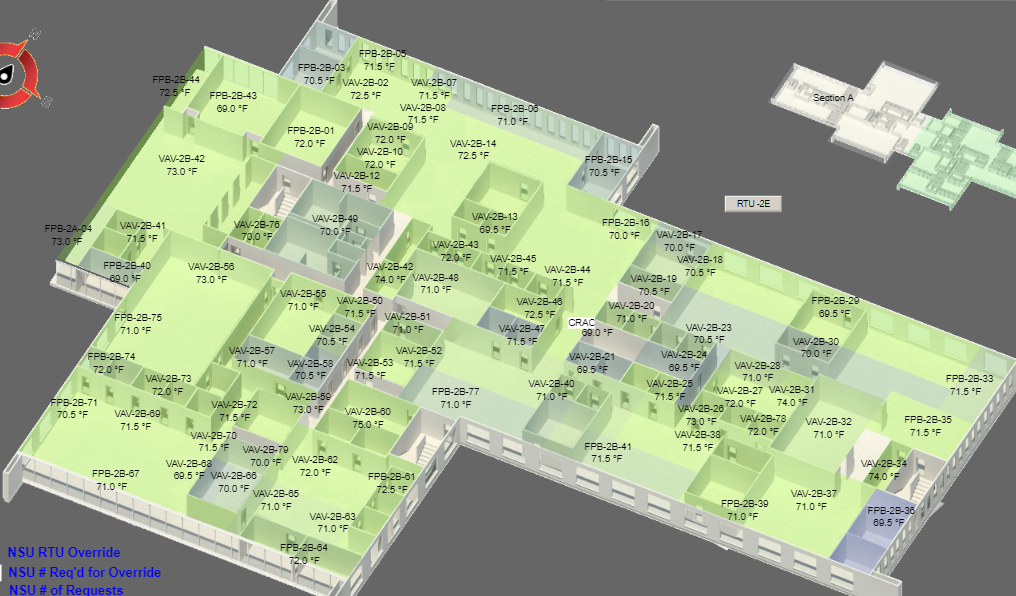 FPB-2B-05
71.5 °F
FPB-2B-03
70.5 °F
FPB-2B-44
72.5 °F
VAV-2B-02
72.5 °F
VAV-2B-07
71.5 °F
FPB-2B-43
69.0 °F
Section A
VAV-2B-08
71.5 °F
FPB-2B-06
71.0 °F
FPB-2B-01
72.0 °F
VAV-2B-09
72.0 °F
VAV-2B-14
72.5 °F
VAV-2B-10
72.0 °F
VAV-2B-42
73.0 °F
FPB-2B-15
70.5 °F
VAV-2B-12
71.5 °F
RTU -2E
VAV-2B-49
70.0 °F
VAV-2B-13
69.5 °F
VAV-2B-76
70.0 °F
FPB-2B-16
70.0 °F
FPB-2A-04
73.0 °F
VAV-2B-41
71.5 °F
VAV-2B-17
70.0 °F
VAV-2B-43
72.0 °F
VAV-2B-45
71.5 °F
VAV-2B-18
70.5 °F
FPB-2B-40
69.0 °F
VAV-2B-56
73.0 °F
VAV-2B-42
74.0 °F
VAV-2B-44
71.5 °F
VAV-2B-48
71.0 °F
VAV-2B-19
70.5 °F
VAV-2B-55
71.0 °F
VAV-2B-50
71.5 °F
VAV-2B-46
72.5 °F
FPB-2B-29
69.5 °F
VAV-2B-20
71.0 °F
FPB-2B-75
71.0 °F
VAV-2B-51
71.0 °F
CRAC
69.0 °F
VAV-2B-54
70.5 °F
VAV-2B-47
71.5 °F
VAV-2B-23
70.5 °F
FPB-2B-30
70.0 °F
FPB-2B-74
72.0 °F
VAV-2B-57
71.0 °F
VAV-2B-52
71.5 °F
VAV-2B-21
69.5 °F
VAV-2B-24
69.5 °F
VAV-2B-58
70.5 °F
VAV-2B-53
71.5 °F
VAV-2B-28
71.0 °F
VAV-2B-73
72.0 °F
FPB-2B-33
71.5 °F
VAV-2B-40
71.0 °F
VAV-2B-25
71.5 °F
FPB-2B-77
71.0 °F
VAV-2B-27
72.0 °F
VAV-2B-31
74.0 °F
FPB-2B-71
70.5 °F
VAV-2B-72
71.5 °F
VAV-2B-59
73.0 °F
VAV-2B-69
71.5 °F
VAV-2B-60
75.0 °F
VAV-2B-26
73.0 °F
VAV-2B-78
72.0 °F
VAV-2B-32
71.0 °F
FPB-2B-35
71.5 °F
VAV-2B-70
71.5 °F
VAV-2B-38
71.5 °F
VAV-2B-79
70.0 °F
FPB-2B-41
71.5 °F
VAV-2B-62
72.0 °F
VAV-2B-68
69.5 °F
VAV-2B-34
74.0 °F
FPB-2B-67
71.0 °F
VAV-2B-66
70.0 °F
FPB-2B-61
72.5 °F
VAV-2B-65
71.0 °F
VAV-2B-37
71.0 °F
FPB-2B-39
71.0 °F
FPB-2B-36
69.5 °F
VAV-2B-63
71.0 °F
FPB-2B-64
72.0 °F
NSU RTU Override
NSU # Req'd for Override
NSU # of Requests